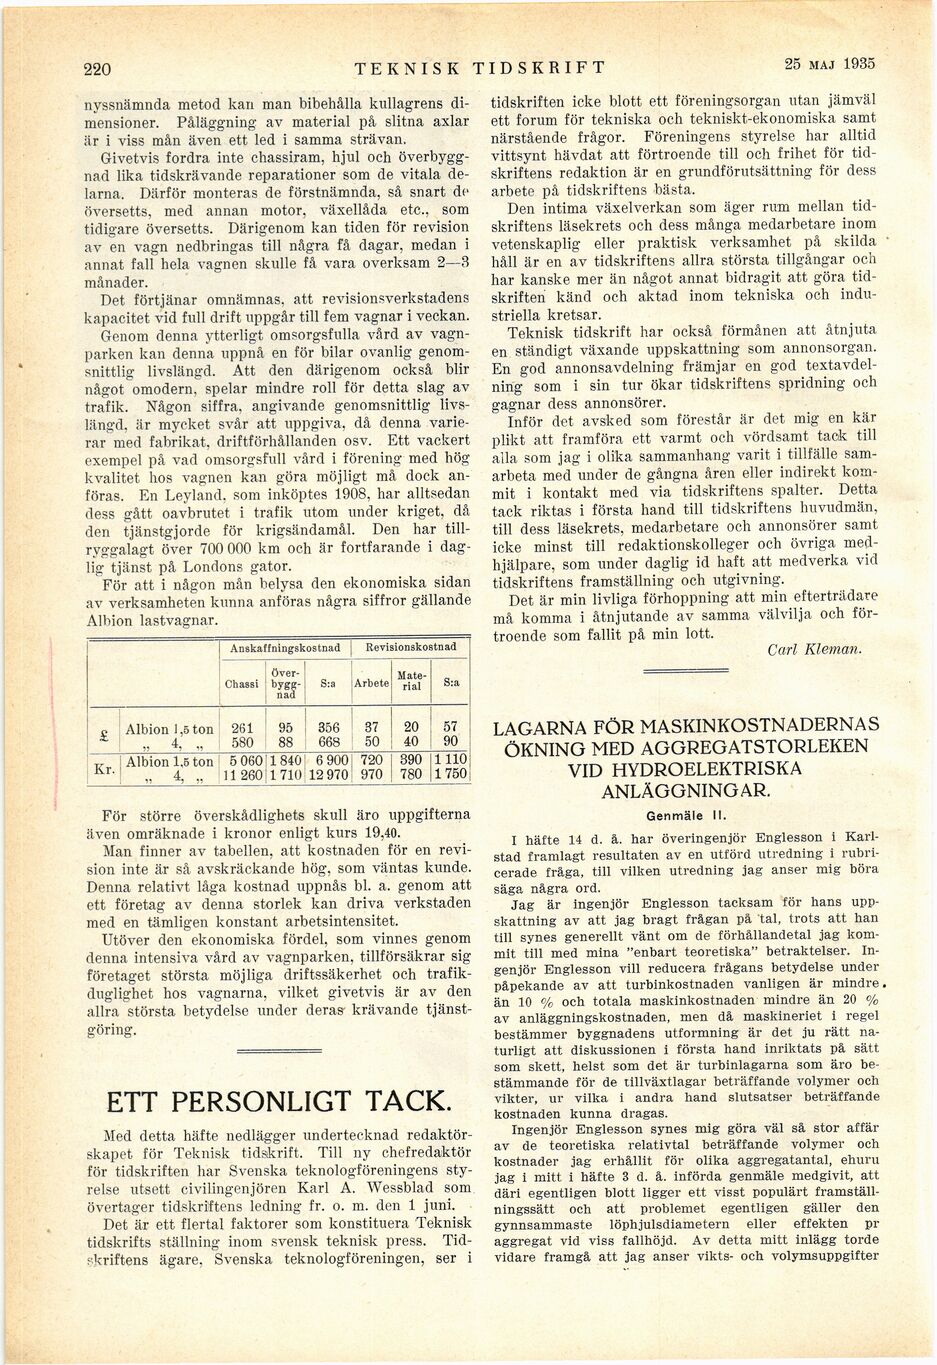 220
TEKNISK TIDSKRIFT
25 MAJ 1935
nyssnämnda metod kan man bibehålla kullagrens di-
mensioner. Påläggning av material på slitna axlar
är i viss mån även ett led i samma strävan.
Givetvis fordra inte chassiram, hjul och överbygg-
nad lika tidskrävande reparationer som de vitala de-
larna. Därför monteras de förstnämnda, så snart de
översetts, med annan motor, växellåda etc., som
tidigare översetts. Därigenom kan tiden för revision
av en vagn nedbringas till några få dagar, medan i
annat fall hela vagnen skulle få vara overksam 2—3
månader.
Det förtjänar omnämnas, att revisionsverkstadens
kapacitet vid full drift uppgår till fem vagnar i veckan.
Genom denna ytterligt omsorgsfulla vård av vagn-
parken kan denna uppnå en för bilar ovanlig genom-
snittlig livslängd. Att den därigenom också blir
något omodern, spelar mindre roll för detta slag av
trafik. Någon siffra, angivande genomsnittlig livs-
längd, är mycket svår att uppgiva, då denna varie-
rar med fabrikat, driftförhållanden osv. Ett vackert
exempel på vad omsorgsfull vård i förening med hög
kvalitet hos vagnen kan göra möjligt må dock an-
föras. En Leyland, som inköptes 1908, har alltsedan
dess gått oavbrutet i trafik utom under kriget, då
den tjänstgjorde för krigsändamål. Den har till-
ryggalagt över 700 000 km och är fortfarande i dag-
lig tjänst på Londons gator.
För att i någon mån belysa den ekonomiska sidan
av verksamheten kunna anföras några siffror gällande
Albion lastvagnar.
Anskaffningskostnad Revisionskostnad
Chassi Över-bygg-nad S:a Arbete Mate-rial S:a
£ Albion 1,5 ton 261 95 356 37 20 57
„ 4, „ 580 88 668 50 40 90
Kr. Albion 1,5 ton 5 060 1 840 6 900 720 390 1 110
„ 4, „ 11 260 1 710 12 970 970 780 1 750
För större överskådlighets skull äro uppgifterna
även omräknade i kronor enligt kurs 19,40.
Man finner av tabellen, att kostnaden för en revi-
sion inte är så avskräckande hög, som väntas kunde.
Denna relativt låga kostnad uppnås bl. a. genom att
ett företag av denna storlek kan driva verkstaden
med en tämligen konstant arbetsintensitet.
Utöver den ekonomiska fördel, som vinnes genom
denna intensiva vård av vagnparken, tillförsäkrar sig
företaget största möjliga driftssäkerhet och trafik-
duglighet hos vagnarna, vilket givetvis är av den
allra största betydelse under deras krävande tjänst-
göring.
ETT PERSONLIGT TACK.
Med detta häfte nedlägger undertecknad redaktör-
skapet för Teknisk tidskrift. Till ny chefredaktör
för tidskriften har Svenska teknologföreningens sty-
relse utsett civilingenjören Karl A. Wessblad som
övertager tidskriftens ledning fr. o. m. den 1 juni.
Det är ett flertal faktorer som konstituera Teknisk
tidskrifts ställning inom svensk teknisk press. Tid-
skriftens ägare, Svenska teknologföreningen, ser i
tidskriften icke blott ett föreningsorgan utan jämväl
ett forum för tekniska och tekniskt-ekonomiska samt
närstående frågor. Föreningens styrelse har alltid
vittsynt hävdat att förtroende till och frihet för tid-
skriftens redaktion är en grundförutsättning för dess
arbete på tidskriftens bästa.
Den intima växelverkan som äger rum mellan tid-
skriftens läsekrets och dess många medarbetare inom
vetenskaplig eller praktisk verksamhet på skilda
håll är en av tidskriftens allra största tillgångar och
har kanske mer än något annat bidragit att göra tid-
skriften känd och aktad inom tekniska och indu-
striella kretsar.
Teknisk tidskrift har också förmånen att åtnjuta
en ständigt växande uppskattning som annonsorgan.
En god annonsavdelning främjar en god textavdel-
ning som i sin tur ökar tidskriftens spridning och
gagnar dess annonsörer.
Inför det avsked som förestår är det mig en kär
plikt att framföra ett varmt och vördsamt tack till
alla som jag i olika sammanhang varit i tillfälle sam-
arbeta med under de gångna åren eller indirekt kom-
mit i kontakt med via tidskriftens spalter. Detta
tack riktas i första hand till tidskriftens huvudmän,
till dess läsekrets, medarbetare och annonsörer samt
icke minst till redaktionskolleger och övriga med-
hjälpare, som under daglig id haft att medverka vid
tidskriftens framställning och utgivning.
Det är min livliga förhoppning att min efterträdare
må komma i åtnjutande av samma välvilja och för-
troende som fallit på min lott.
Carl Kleman.
LAGARNA FÖR MASKINKOSTNADERNAS
ÖKNING MED AGGREGATSTORLEKEN
VID HYDROELEKTRISKA
ANLÄGGNINGAR.
Genmäle II.
I häfte 14 d. å. har överingenjör Englesson i Karl-
stad framlagt resultaten av en utförd utredning i rubri-
cerade fråga, till vilken utredning jag anser mig böra
säga några ord.
Jag är ingenjör Englesson tacksam för hans upp-
skattning av att jag bragt frågan på tal, trots att han
till synes generellt vänt om de förhållandetal jag kom-
mit till med mina ”enbart teoretiska” betraktelser. In-
genjör Englesson vill reducera frågans betydelse under
påpekande av att turbinkostnaden vanligen är mindre
än 10 % och totala maskinkostnaden mindre än 20 %
av anläggningskostnaden, men då maskineriet i regel
bestämmer byggnadens utformning är det ju rätt na-
turligt att diskussionen i första hand inriktats på sätt
som skett, helst som det är turbinlagarna som äro be-
stämmande för de tillväxtlagar beträffande volymer och
vikter, ur vilka i andra hand slutsatser beträffande
kostnaden kunna dragas.
Ingenjör Englesson synes mig göra väl så stor affär
av de teoretiska relativtal beträffande volymer och
kostnader jag erhållit för olika aggregatantal, ehuru
jag i mitt i häfte 3 d. å. införda genmäle medgivit, att
däri egentligen blott ligger ett visst populärt framställ-
ningssätt och att problemet egentligen gäller den
gynnsammaste löphjulsdiametern eller effekten pr
aggregat vid viss fallhöjd. Av detta mitt inlägg torde
vidare framgå att jag anser vikts- och volymsuppgifter